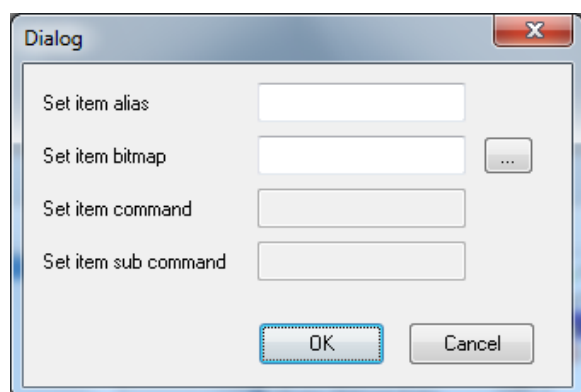 Dialog
Set item alias
Set item bitmap
...
Set item command
Set item sub command
OK Cancel